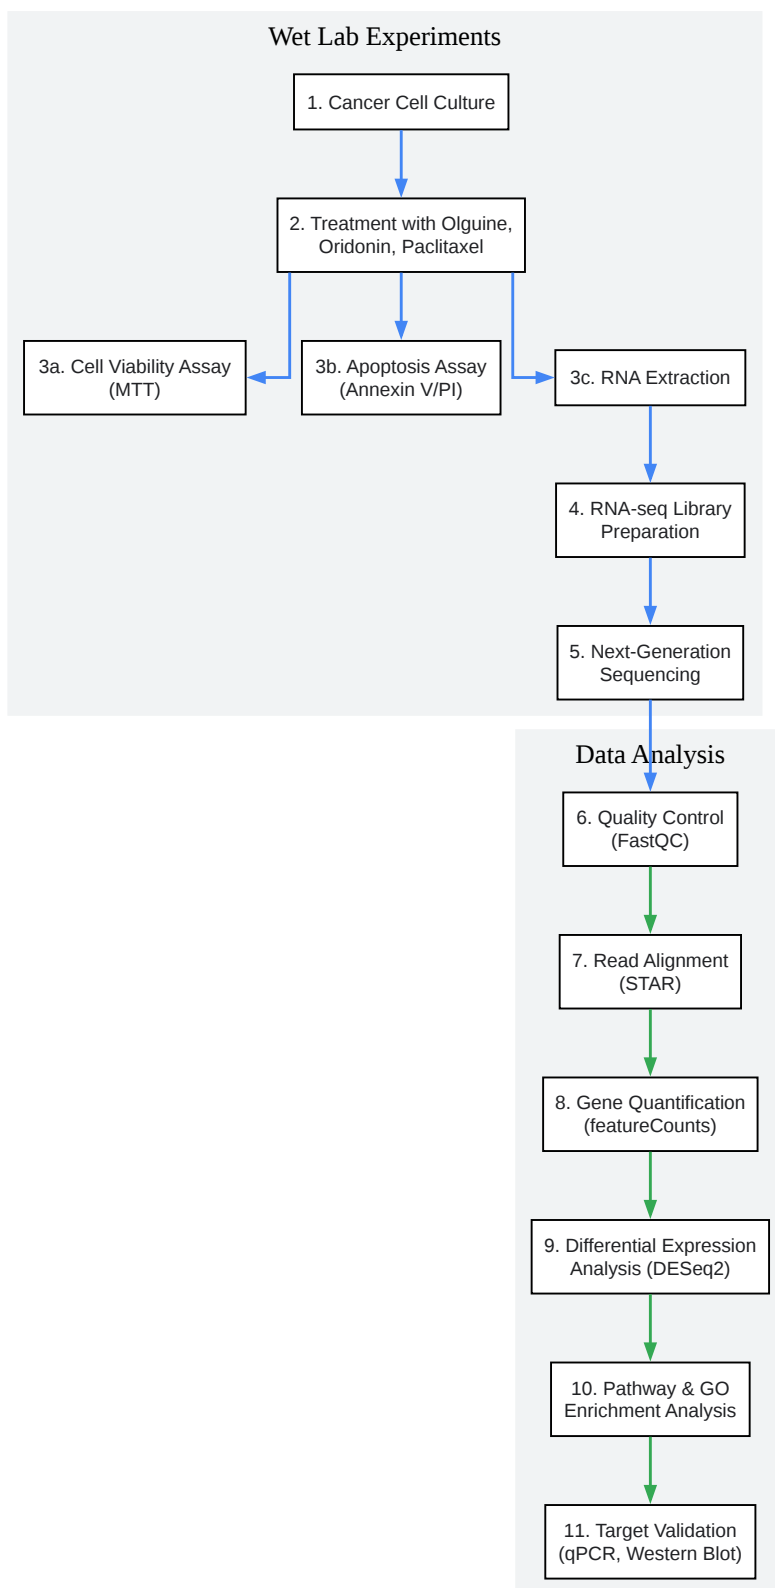 Wet Lab Experiments
1. Cancer Cell Culture
2. Treatment with Olguine,
Oridonin, Paclitaxel
3a. Cell Viability Assay
(MTT)
3b. Apoptosis Assay
(Annexin V/PI)
3c. RNA Extraction
4. RNA-seq Library
Preparation
5. Next-Generation
Sequencing
Data Analysis
6. Quality Control
(FastQC)
7. Read Alignment
(STAR)
8. Gene Quantification
(featureCounts)
9. Differential Expression
Analysis (DESeq2)
10. Pathway & GO
Enrichment Analysis
11. Target Validation
(qPCR, Western Blot)